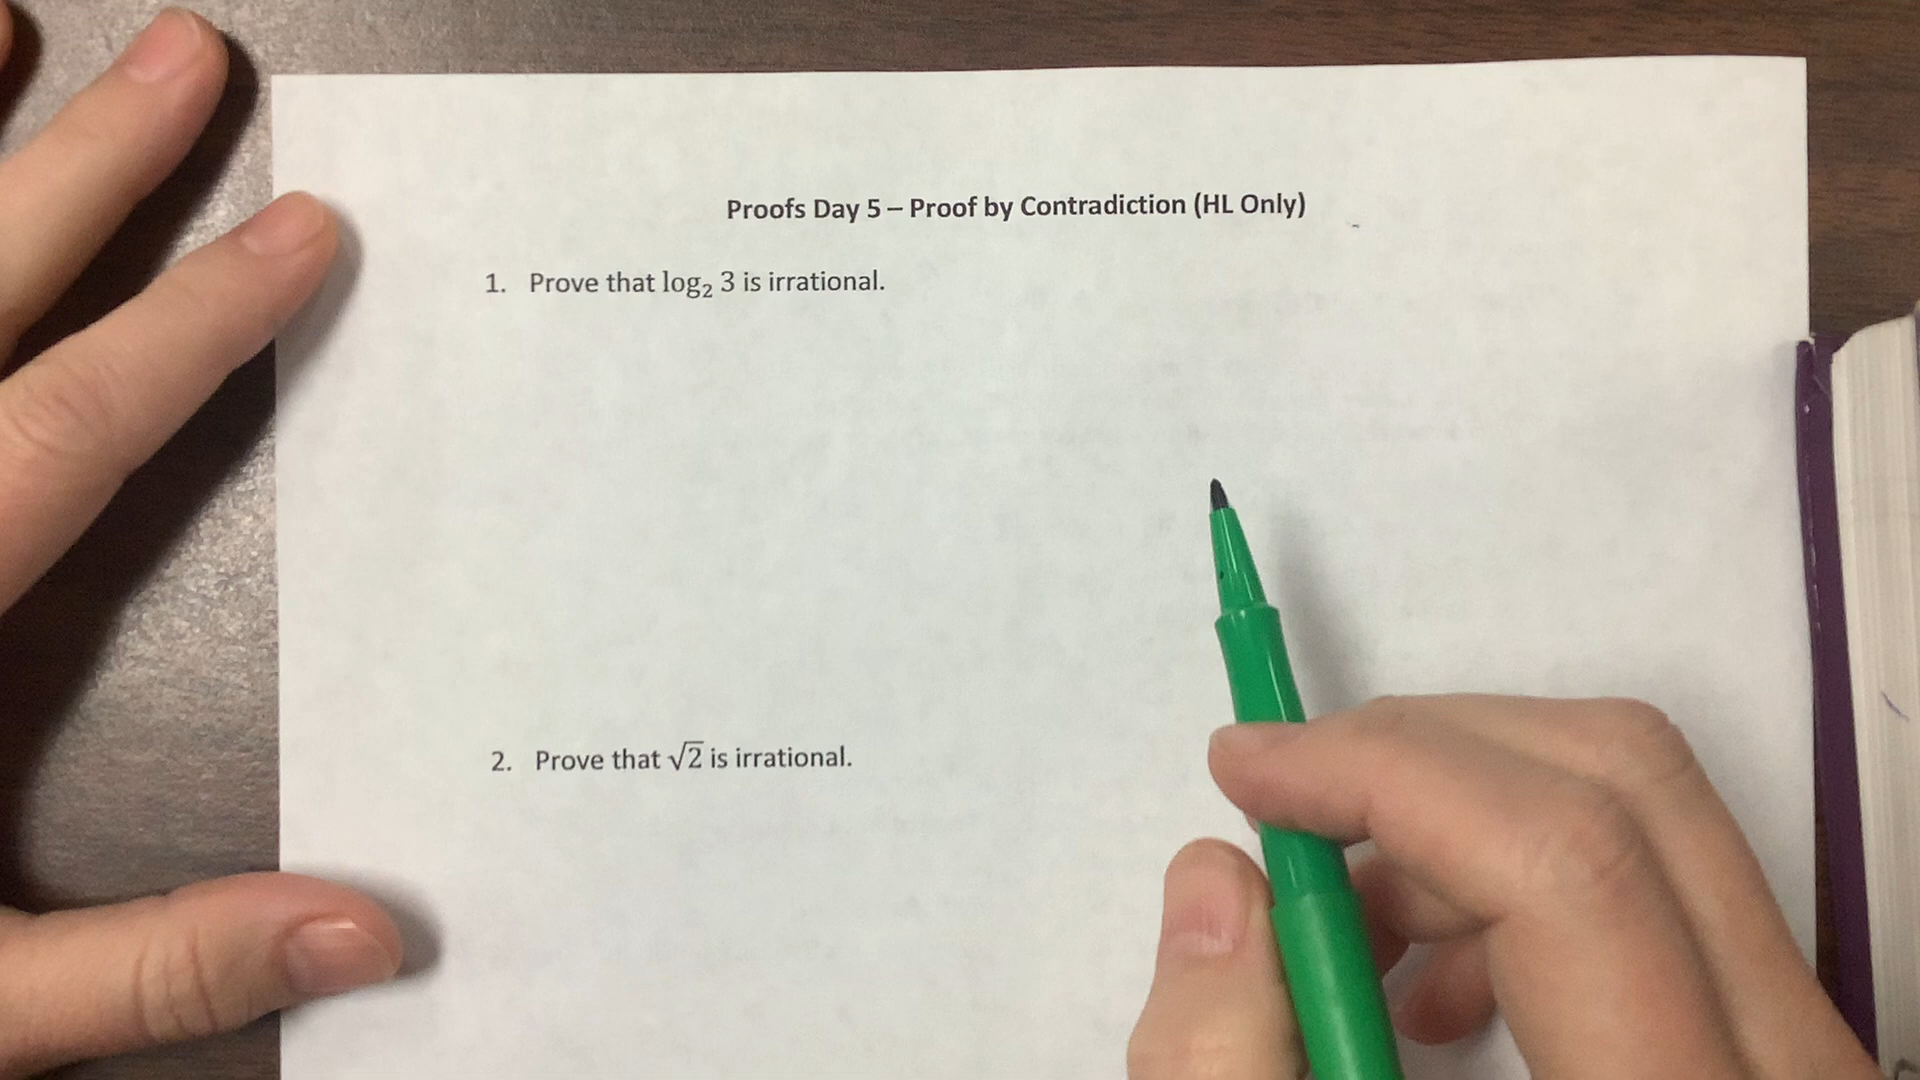 Proofs Day 5 – Proof by Contradiction (HL Only)
1. Prove that log₂ 3 is irrational.
2. Prove that √2 is irrational.